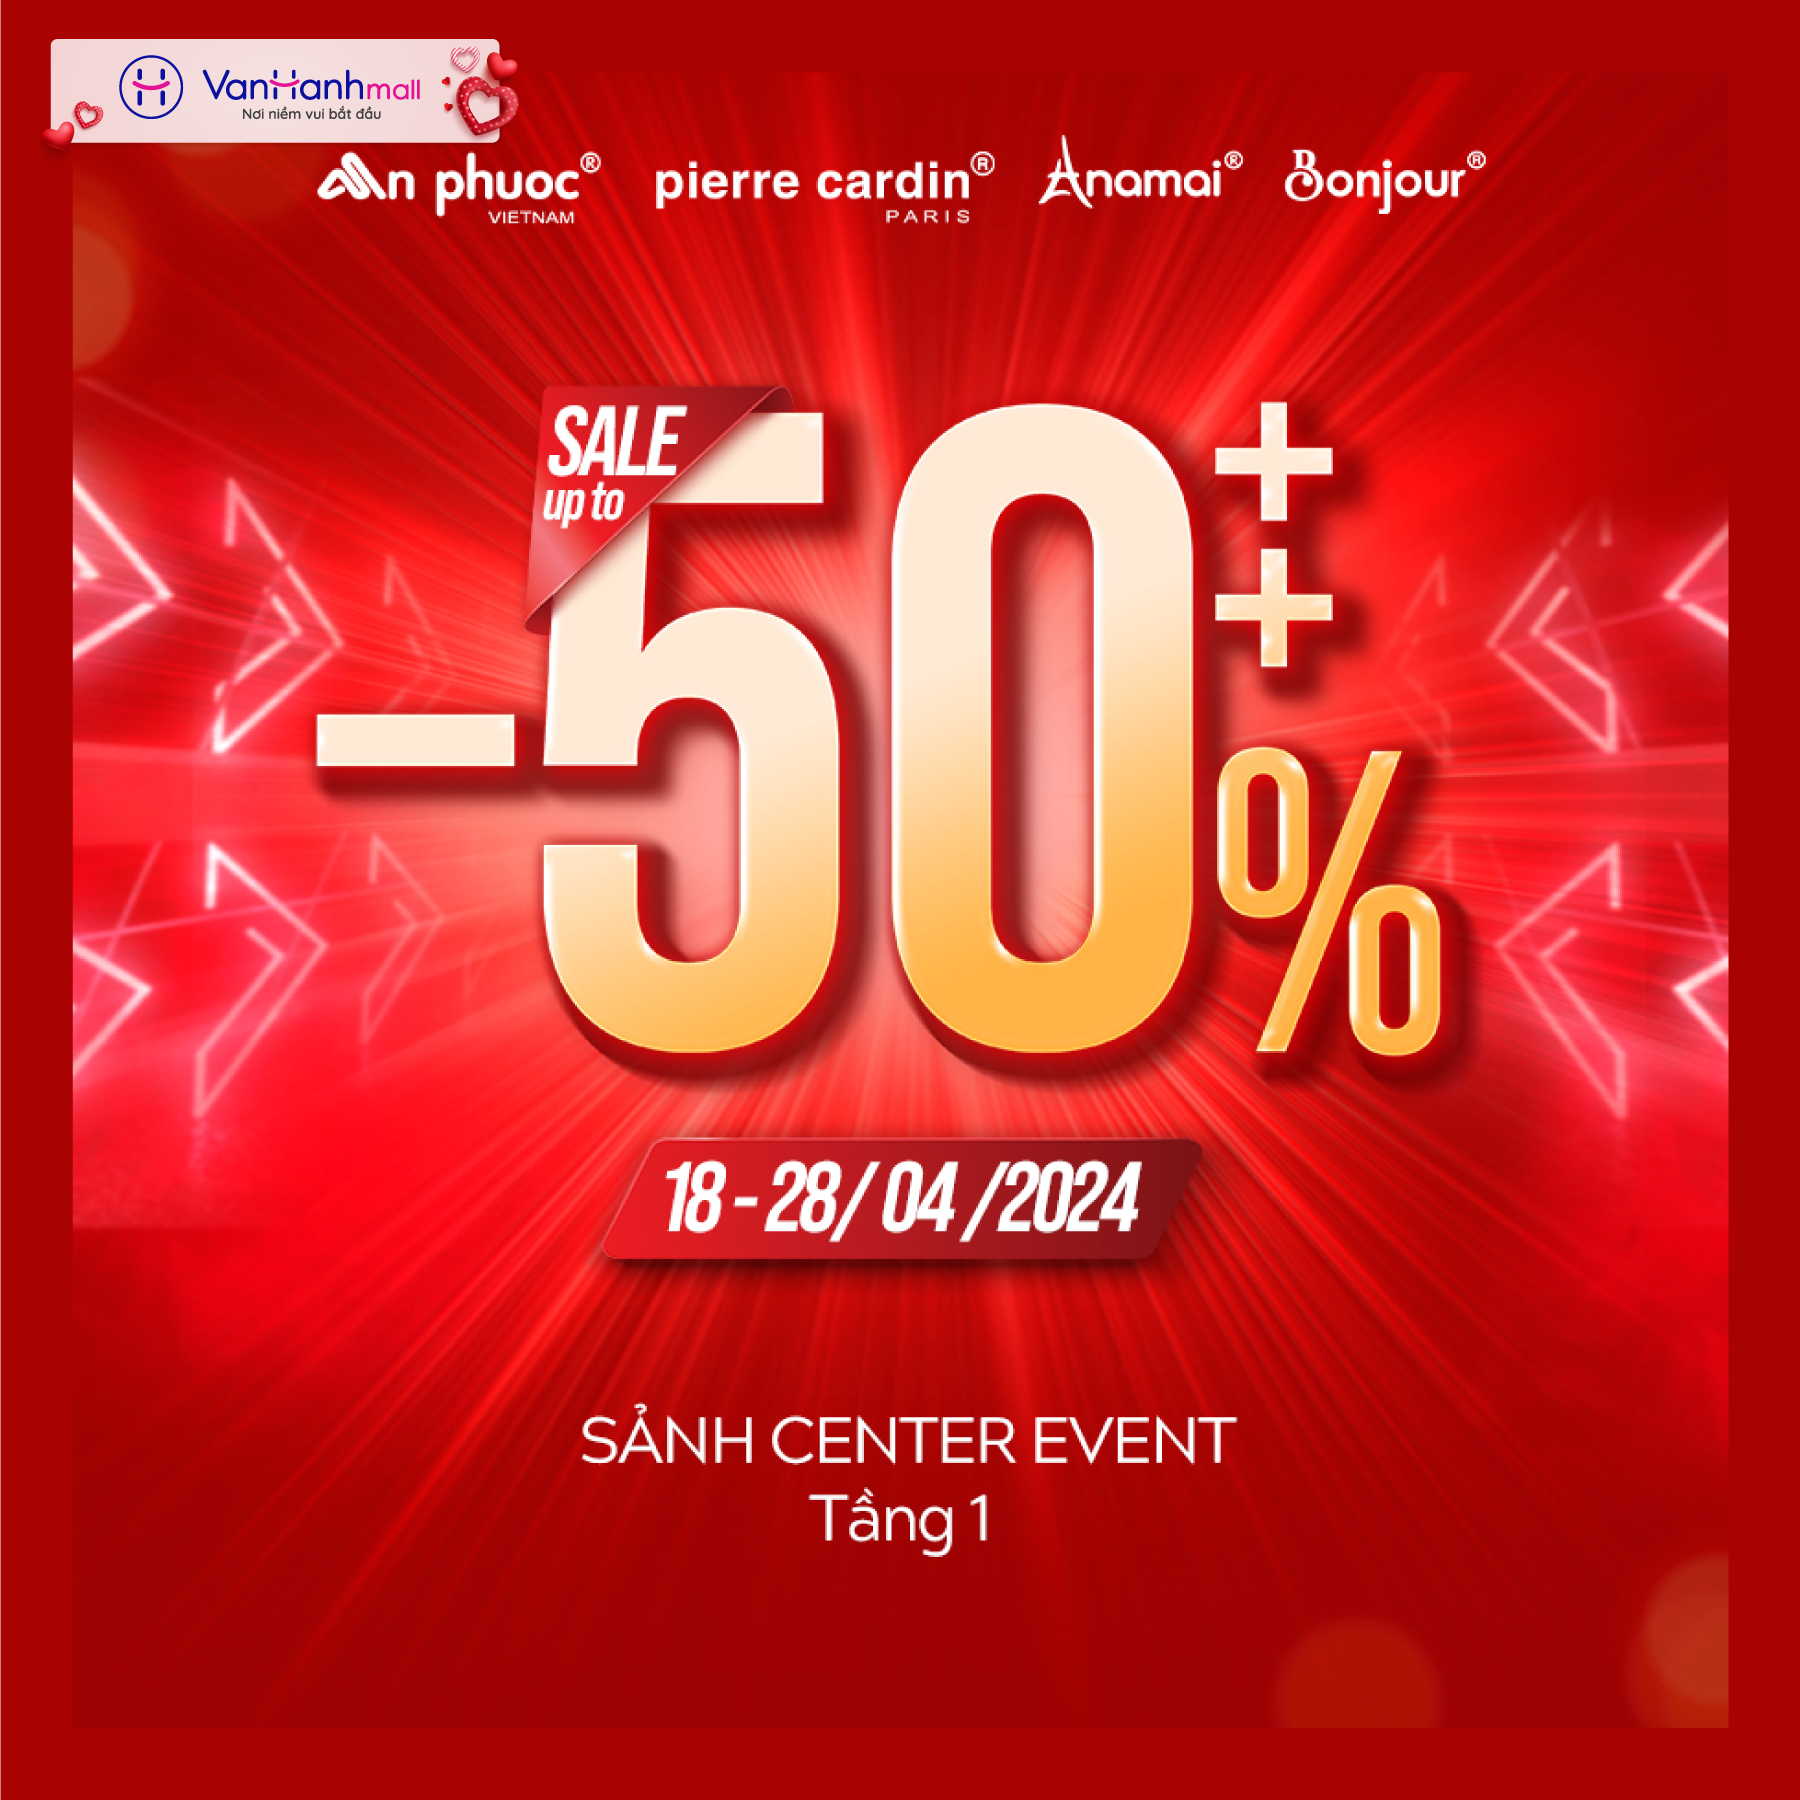 VanHanhmall
Nơi niềm vui bắt đầu
An phuoc® pierre cardin® Anamai® Bonjour®
VIETNAM PARIS
SALE
up to
-50++%
18 - 28/ 04 /2024
SẢNH CENTER EVENT
Tầng 1